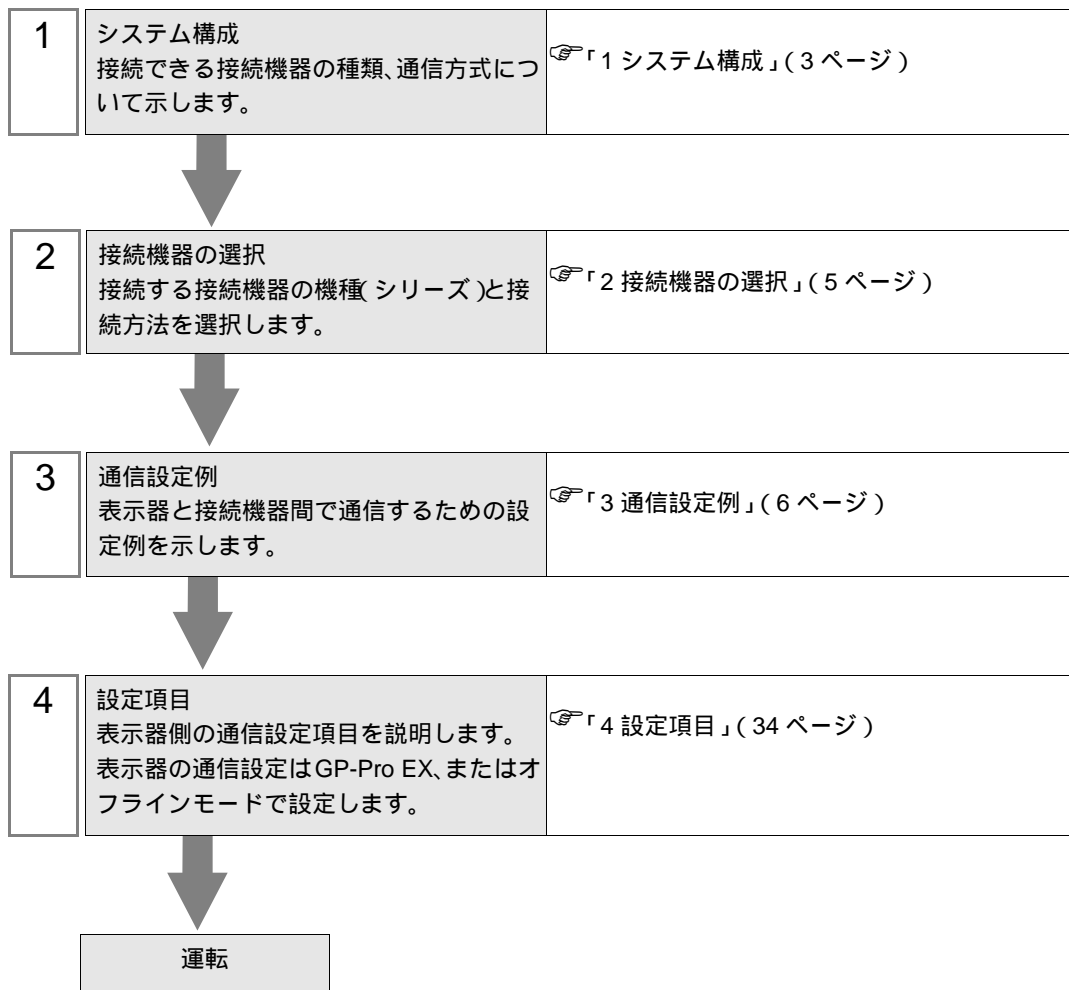 1
システム構成
接続できる接続機器の種類、通信方式につ
いて示します。
☞「1 システム構成」(3 ページ)
2
接続機器の選択
接続する接続機器の機種(シリーズ)と接
続方法を選択します。
☞「2 接続機器の選択」(5 ページ)
3
通信設定例
表示器と接続機器間で通信するための設
定例を示します。
☞「3 通信設定例」(6 ページ)
4
設定項目
表示器側の通信設定項目を説明します。
表示器の通信設定はGP-Pro EX、またはオ
フラインモードで設定します。
☞「4 設定項目」(34 ページ)
運転